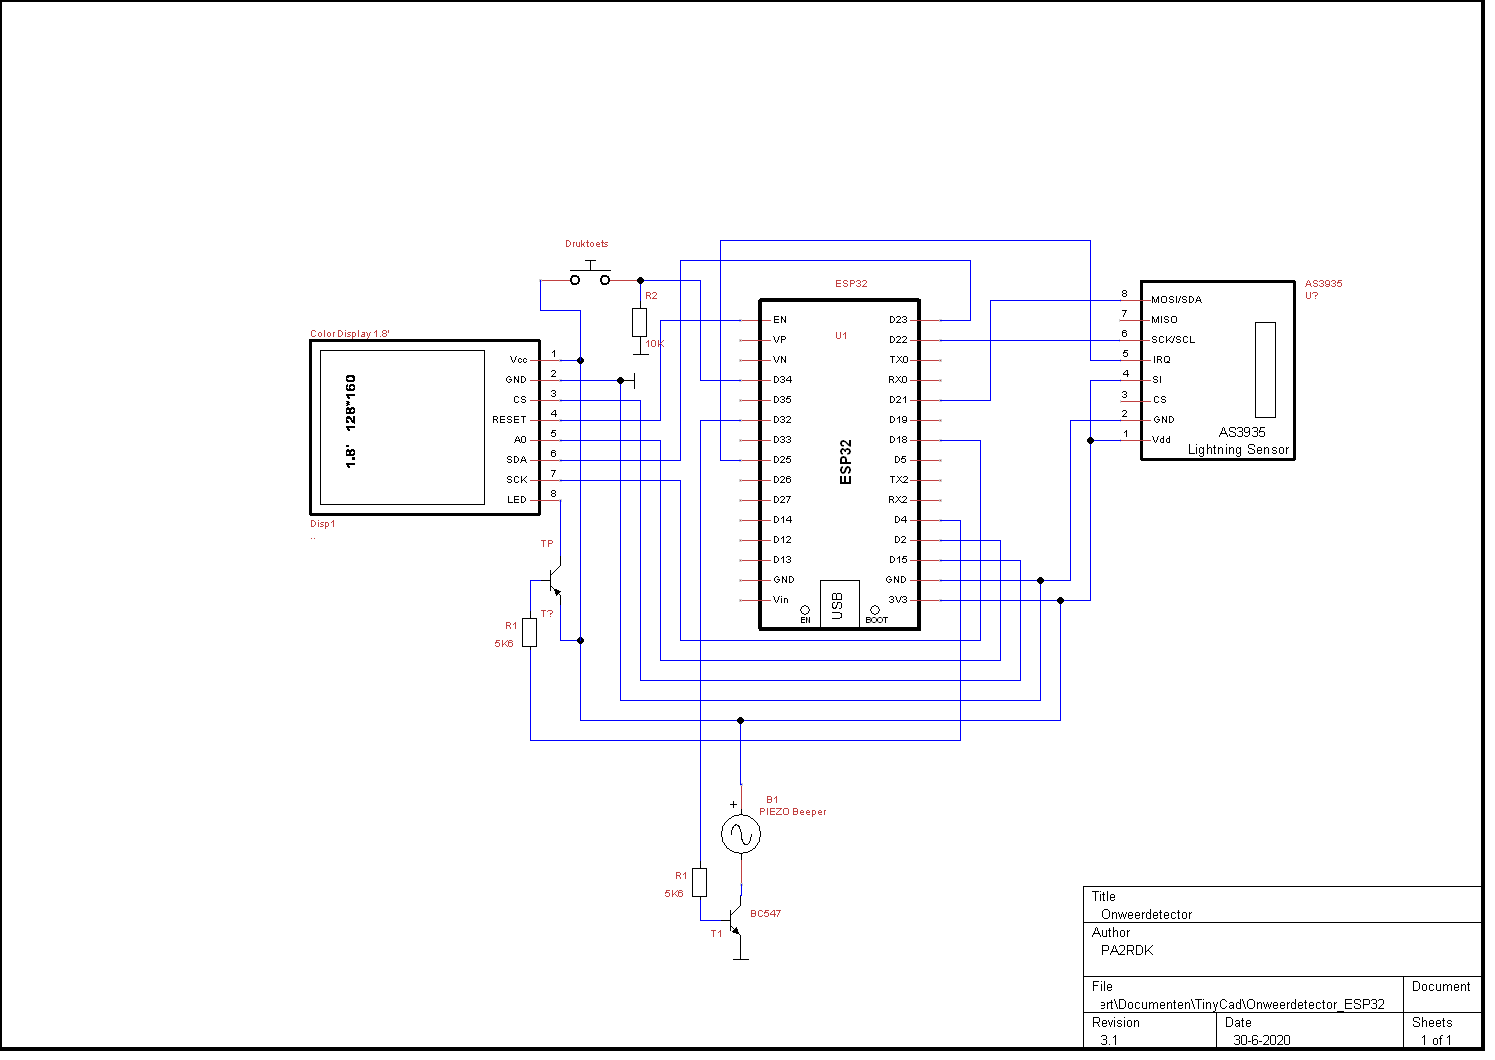 Druktoets
R2
10K
Color Display 1.8'
1.8' 128*160
Vcc 1
GND 2
CS 3
RESET 4
A0 5
SDA 6
SCK 7
LED 8
Disp1
..
TP
T?
R1
5K6
ESP32
U1
ESP32
EN
VP
VN
D34
D35
D32
D33
D25
D26
D27
D14
D12
D13
GND
Vin
D23
D22
TX0
RX0
D21
D19
D18
D5
TX2
RX2
D4
D2
D15
GND
3V3
EN
USB
BOOT
AS3935
U?
8 MOSI/SDA
7 MISO
6 SCK/SCL
5 IRQ
4 SI
3 CS
2 GND
1 Vdd
AS3935
Lightning Sensor
+
B1
PIEZO Beeper
R1
5K6
BC547
T1
Title
Onweerdetector
Author
PA2RDK
File
ert\Documenten\TinyCad\Onweerdetector_ESP32
Document
Revision
3.1
Date
30-6-2020
Sheets
1 of 1